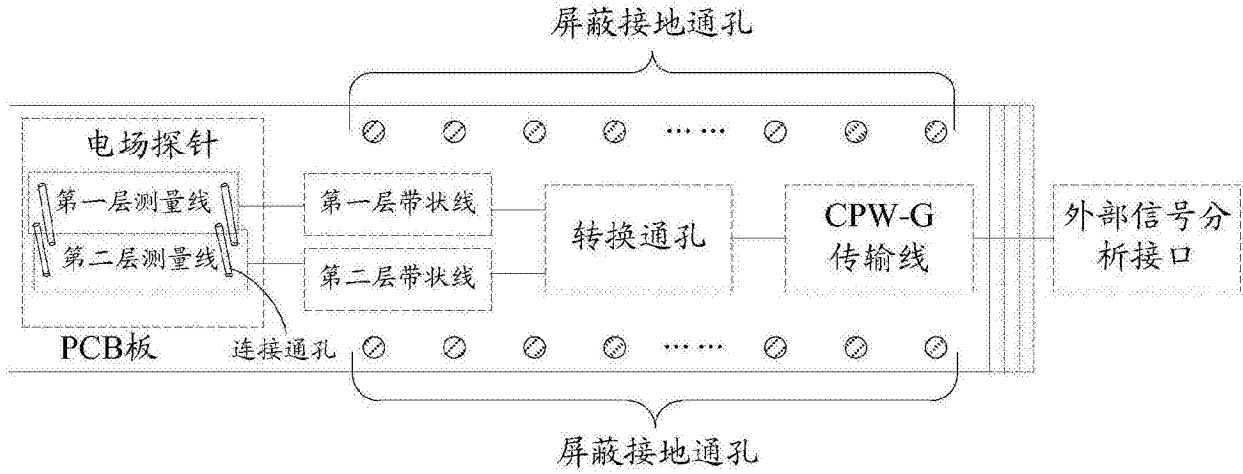 屏蔽接地通孔
…… 
电场探针
第一层测量线
第一层带状线
第二层测量线
第二层带状线
转换通孔
CPW-G
传输线
外部信号分
析接口
PCB板
连接通孔
……
屏蔽接地通孔